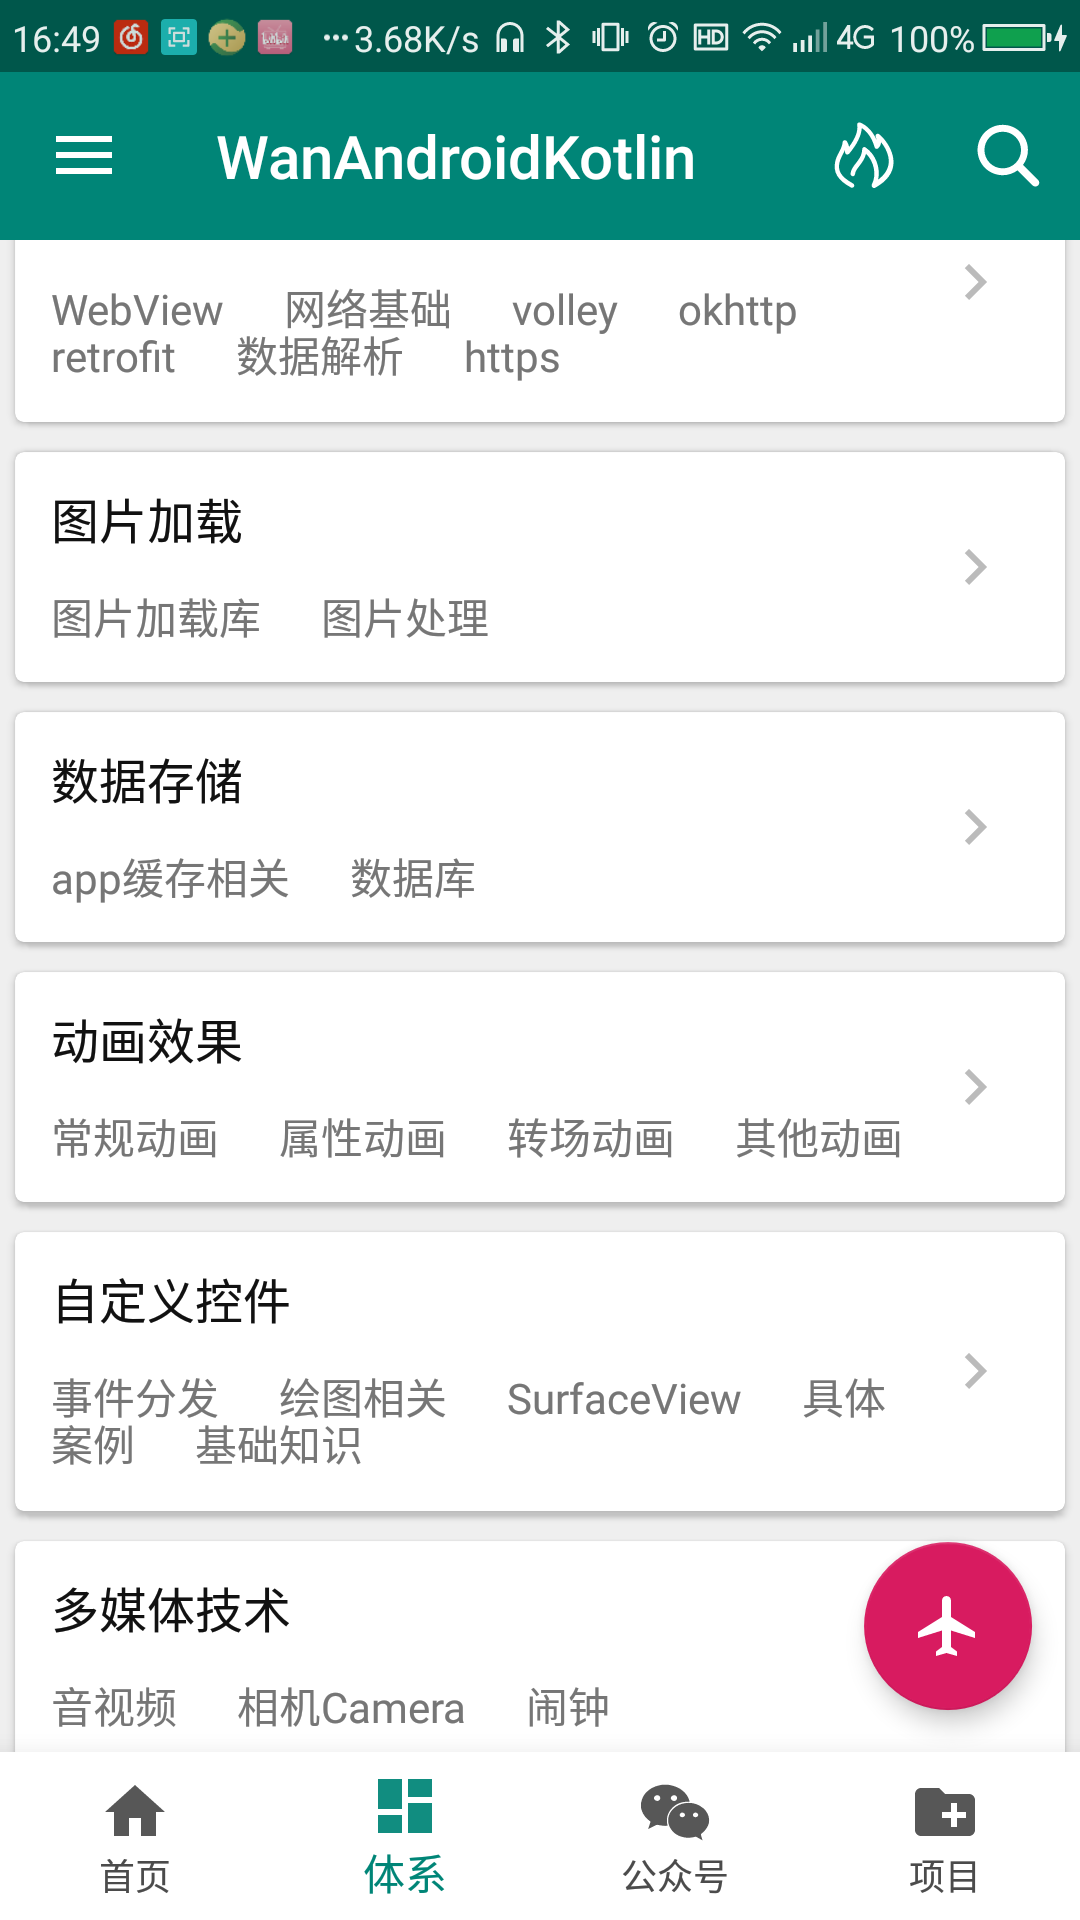 16:49 ··· 3.68K/s HD 4G 100%
WanAndroidKotlin
WebView 网络基础 volley okhttp
retrofit 数据解析 https
图片加载
图片加载库 图片处理
数据存储
app缓存相关 数据库
动画效果
常规动画 属性动画 转场动画 其他动画
自定义控件
事件分发 绘图相关 SurfaceView 具体
案例 基础知识
多媒体技术
音视频 相机Camera 闹钟
首页 体系 公众号 项目